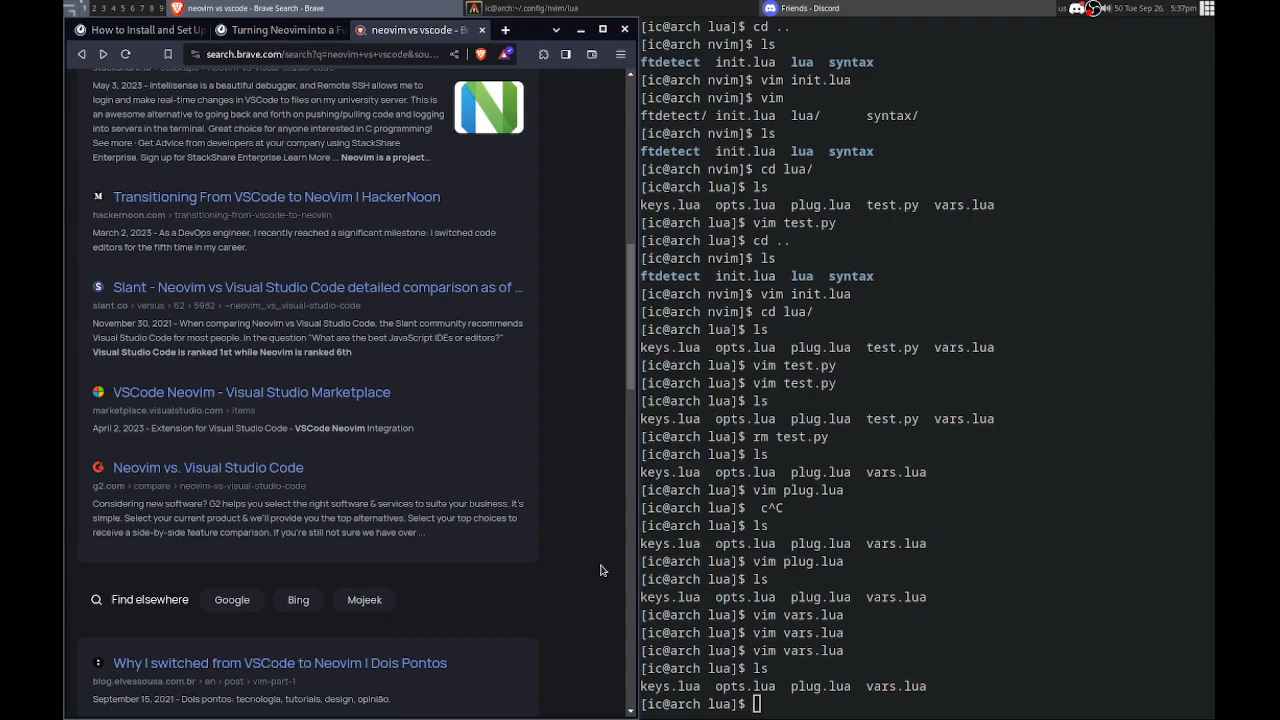 1 2 3 4 5 6 7 8 9
neovim vs vscode - Brave Search - Brave
ic@arch:~/.config/nvim/lua
Friends - Discord
us
50 Tue Sep 26, 5:37pm
How to Install and Set Up
Turning Neovim into a Fu
neovim vs vscode - Br
search.brave.com/search?q=neovim+vs+vscode&sou...
May 3, 2023 - Intellisense is a beautiful debugger, and Remote SSH allows me to
login and make real-time changes in VSCode to files on my university server. This is
an awesome alternative to going back and forth on pushing/pulling code and logging
into servers in the terminal. Great choice for anyone interested in C programming!
See more · Get Advice from developers at your company using StackShare
Enterprise. Sign up for StackShare Enterprise.Learn More ... Neovim is a project...
Transitioning From VSCode to NeoVim | HackerNoon
hackernoon.com › transitioning-from-vscode-to-neovim
March 2, 2023 - As a DevOps engineer, I recently reached a significant milestone: I switched code
editors for the fifth time in my career.
Slant - Neovim vs Visual Studio Code detailed comparison as of ...
slant.co › versus › 62 › 5982 › ~neovim_vs_visual-studio-code
November 30, 2021 - When comparing Neovim vs Visual Studio Code, the Slant community recommends
Visual Studio Code for most people. In the question "What are the best JavaScript IDEs or editors?"
Visual Studio Code is ranked 1st while Neovim is ranked 6th
VSCode Neovim - Visual Studio Marketplace
marketplace.visualstudio.com › items
April 2, 2023 - Extension for Visual Studio Code - VSCode Neovim Integration
Neovim vs. Visual Studio Code
g2.com › compare › neovim-vs-visual-studio-code
Considering new software? G2 helps you select the right software & services to suite your business. It's
simple. Select your current product & we'll provide you the top alternatives. Select your top choices to
receive a side-by-side feature comparison. If you're still not sure we have over ...
Find elsewhere
Google
Bing
Mojeek
Why I switched from VSCode to Neovim | Dois Pontos
blog.elvessousa.com.br › en › post › vim-part-1
September 15, 2021 - Dois pontos: tecnologia, tutoriais, design, opinião.
[ic@arch lua]$ cd ..
[ic@arch nvim]$ ls
ftdetect init.lua lua syntax
[ic@arch nvim]$ vim init.lua
[ic@arch nvim]$ vim
ftdetect/ init.lua lua/ syntax/
[ic@arch nvim]$ ls
ftdetect init.lua lua syntax
[ic@arch nvim]$ cd lua/
[ic@arch lua]$ ls
keys.lua opts.lua plug.lua test.py vars.lua
[ic@arch lua]$ vim test.py
[ic@arch lua]$ cd ..
[ic@arch nvim]$ ls
ftdetect init.lua lua syntax
[ic@arch nvim]$ vim init.lua
[ic@arch nvim]$ cd lua/
[ic@arch lua]$ ls
keys.lua opts.lua plug.lua test.py vars.lua
[ic@arch lua]$ vim test.py
[ic@arch lua]$ vim test.py
[ic@arch lua]$ ls
keys.lua opts.lua plug.lua test.py vars.lua
[ic@arch lua]$ rm test.py
[ic@arch lua]$ ls
keys.lua opts.lua plug.lua vars.lua
[ic@arch lua]$ vim plug.lua
[ic@arch lua]$ c^C
[ic@arch lua]$ ls
keys.lua opts.lua plug.lua vars.lua
[ic@arch lua]$ vim plug.lua
[ic@arch lua]$ ls
keys.lua opts.lua plug.lua vars.lua
[ic@arch lua]$ vim vars.lua
[ic@arch lua]$ vim vars.lua
[ic@arch lua]$ vim vars.lua
[ic@arch lua]$ ls
keys.lua opts.lua plug.lua vars.lua
[ic@arch lua]$